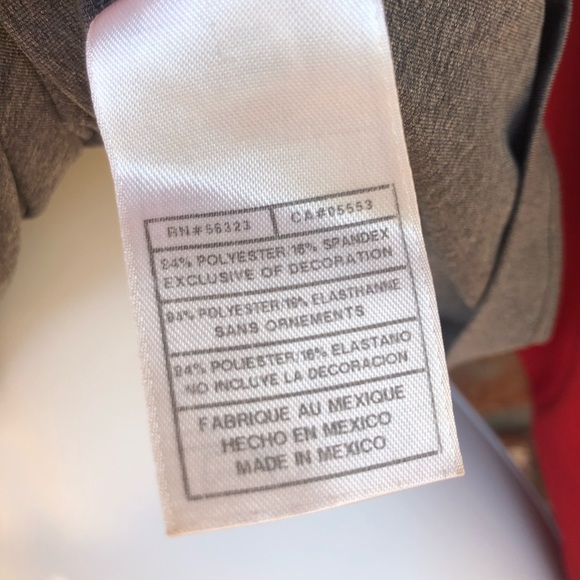 RN#56323 CA#05553
84% POLYESTER/16% SPANDEX
EXCLUSIVE OF DECORATION
84% POLYESTER/16% ELASTHANNE
SANS ORNEMENTS
84% POLIESTER/16% ELASTANO
NO INCLUYE LA DECORACION
FABRIQUE AU MEXIQUE
HECHO EN MEXICO
MADE IN MEXICO